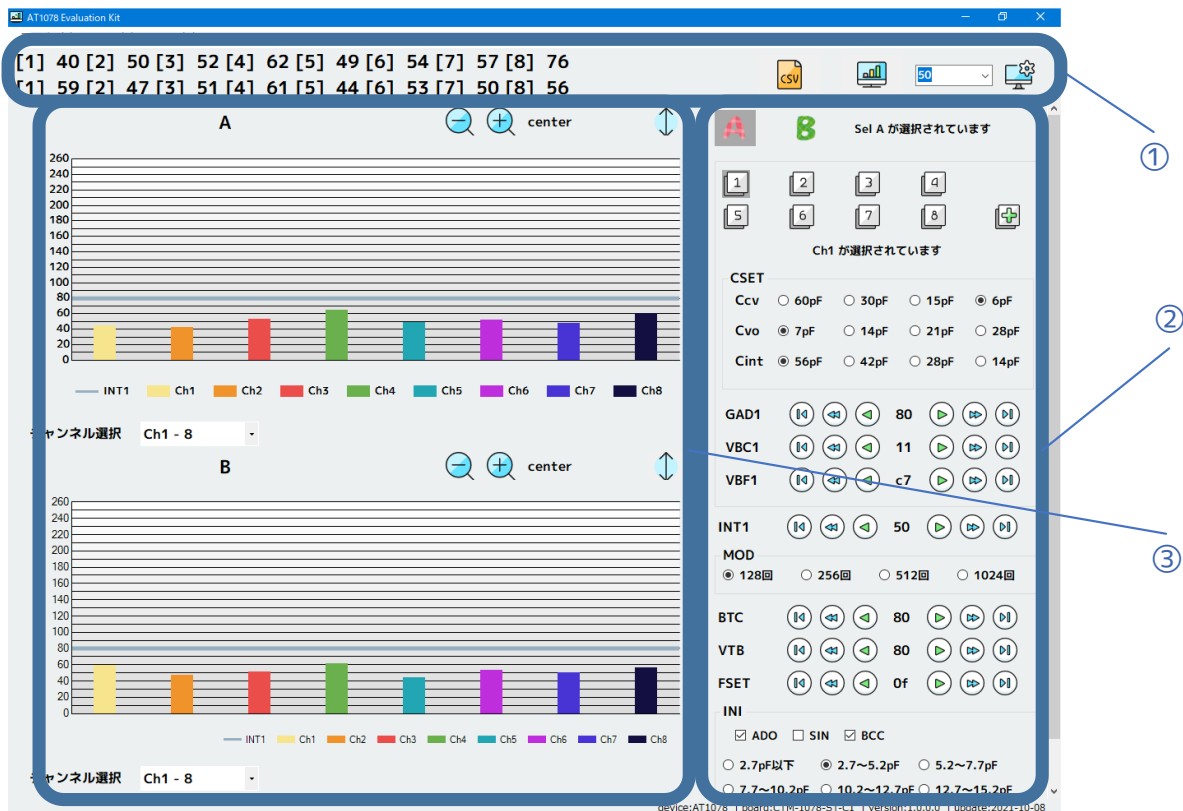 AT1078 Evaluation Kit
[1] 40 [2] 50 [3] 52 [4] 62 [5] 49 [6] 54 [7] 57 [8] 76
[1] 59 [2] 47 [3] 51 [4] 61 [5] 44 [6] 53 [7] 50 [8] 56
CSV
50
①
A
center
260
240
220
200
180
160
140
120
100
80
60
40
20
0
INT1 Ch1 Ch2 Ch3 Ch4 Ch5 Ch6 Ch7 Ch8
チャンネル選択 Ch1 - 8
B
center
260
240
220
200
180
160
140
120
100
80
60
40
20
0
INT1 Ch1 Ch2 Ch3 Ch4 Ch5 Ch6 Ch7 Ch8
チャンネル選択 Ch1 - 8
A B Sel A が選択されています
1 2 3 4
5 6 7 8
Ch1 が選択されています
CSET
Ccv 60pF 30pF 15pF 6pF
Cvo 7pF 14pF 21pF 28pF
Cint 56pF 42pF 28pF 14pF
GAD1 80
VBC1 11
VBF1 c7
INT1 50
MOD
128回 256回 512回 1024回
BTC 80
VTB 80
FSET 0f
INI
ADO SIN BCC
2.7pF以下 2.7～5.2pF 5.2～7.7pF
7.7～10.2pF 10.2～12.7pF 12.7～15.2pF
②
③
device:AT1078 | board:CTM-1078-ST-C1 | version:1.0.0.0 | update:2021-10-08